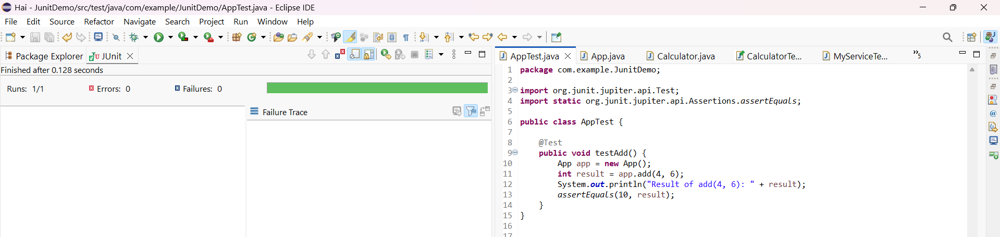 Hai - JunitDemo/src/test/java/com/example/JunitDemo/AppTest.java - Eclipse IDE
File Edit Source Refactor Navigate Search Project Run Window Help
Package Explorer JUnit
Finished after 0.128 seconds
Runs: 1/1 Errors: 0 Failures: 0
Failure Trace
AppTest.java App.java Calculator.java CalculatorTe... MyServiceTe... »5
1 package com.example.JunitDemo;
2
3 import org.junit.jupiter.api.Test;
4 import static org.junit.jupiter.api.Assertions.assertEquals;
5
6 public class AppTest {
7
8 @Test
9 public void testAdd() {
10 App app = new App();
11 int result = app.add(4, 6);
12 System.out.println("Result of add(4, 6): " + result);
13 assertEquals(10, result);
14 }
15 }
16
17